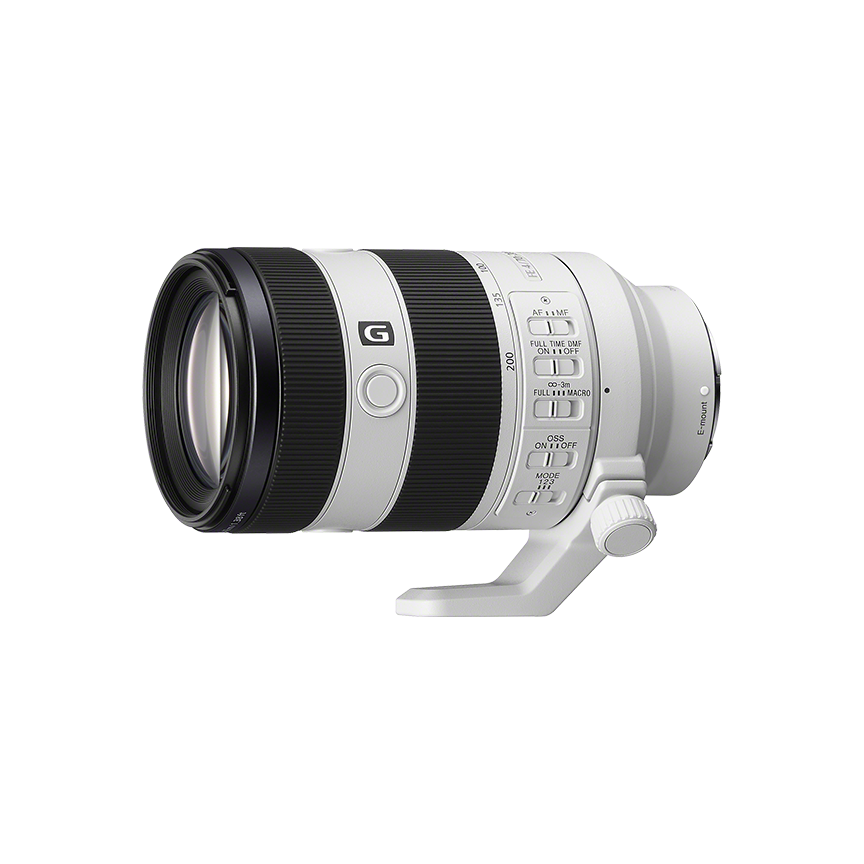 G
100
135
200
FE 4/70-
AF MF
FULL TIME DMF
ON OFF
∞-3m
FULL MACRO
OSS
ON OFF
MODE
1 2 3
E-mount